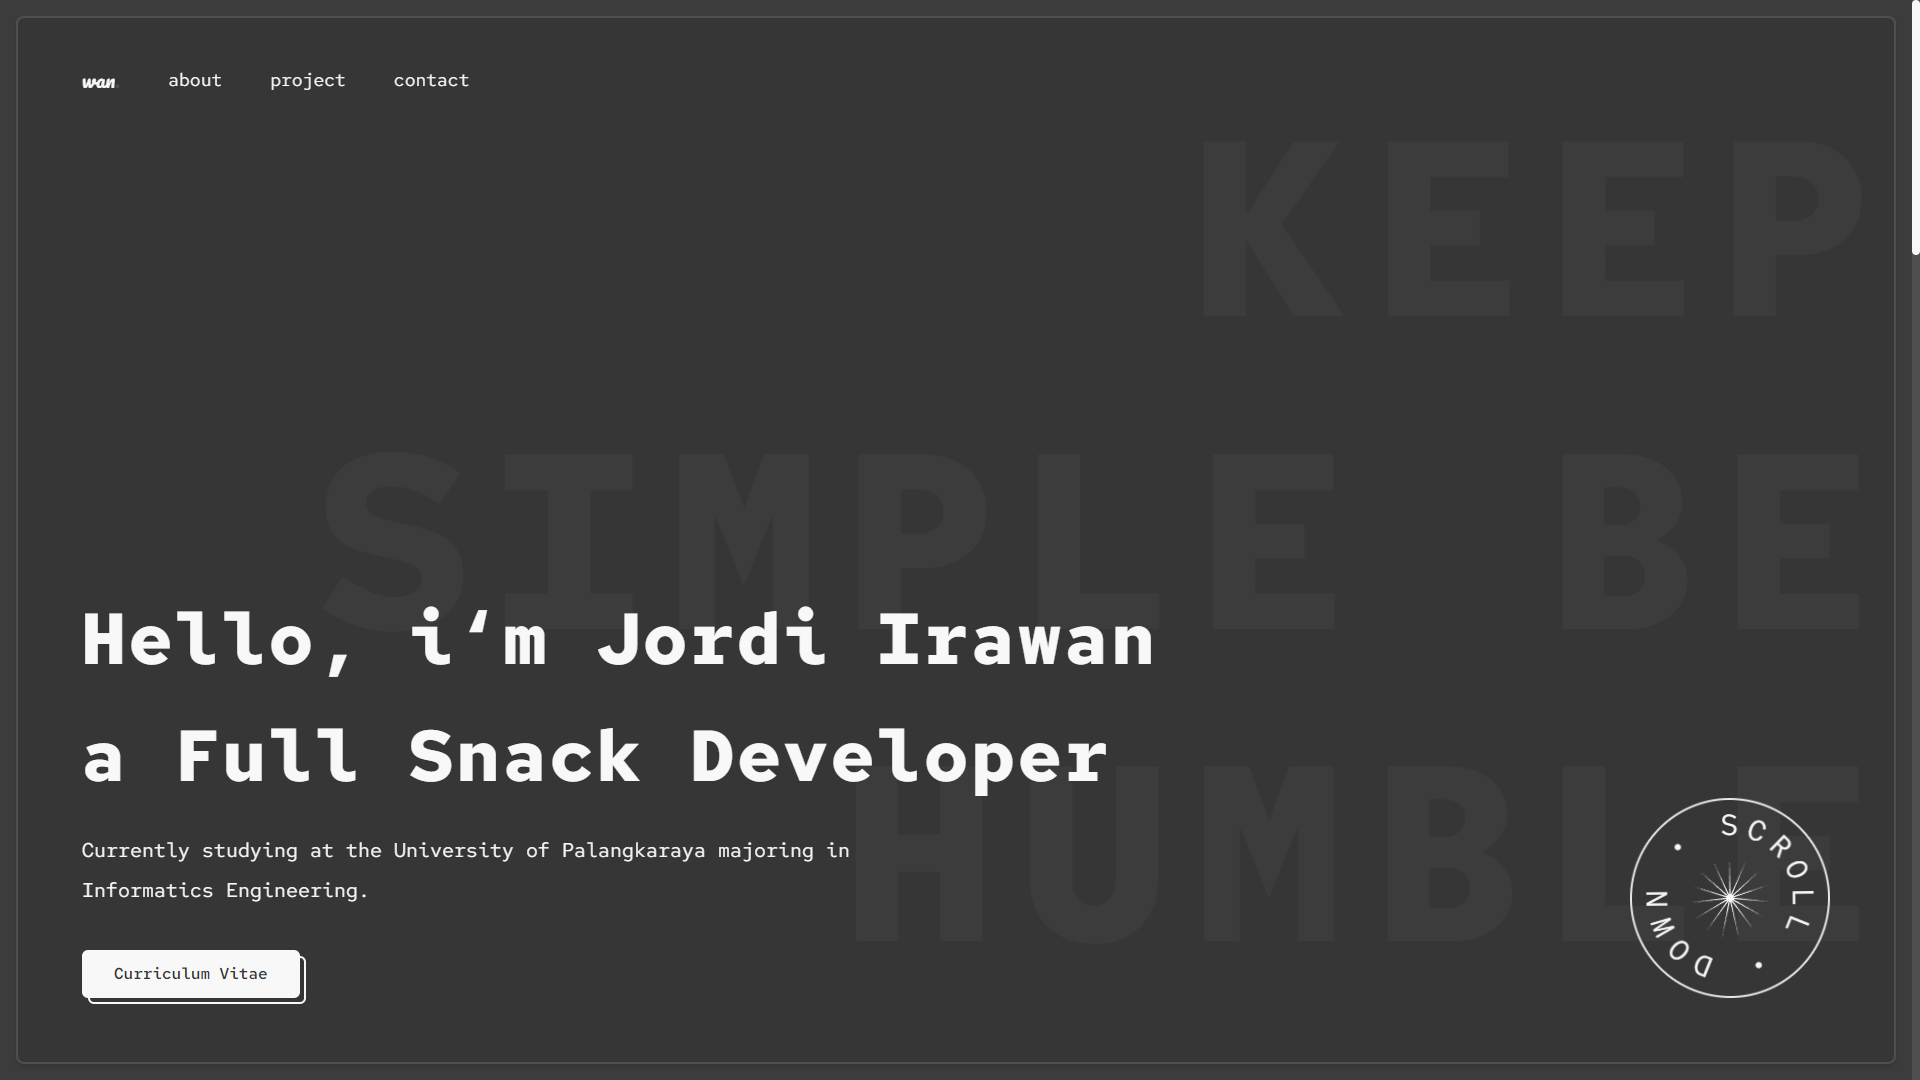 wan.
about
project
contact
KEEP
SIMPLE BE
HUMBLE
Hello, i‘m Jordi Irawan
a Full Snack Developer
Currently studying at the University of Palangkaraya majoring in
Informatics Engineering.
Curriculum Vitae
SCROLL • DOWN •